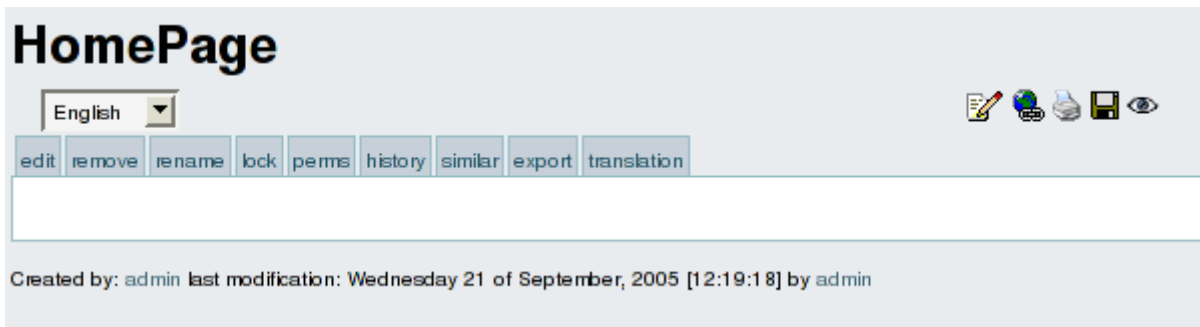 HomePage
English
edit remove rename lock perms history similar export translation
Created by: admin last modification: Wednesday 21 of September, 2005 [12:19:18] by admin